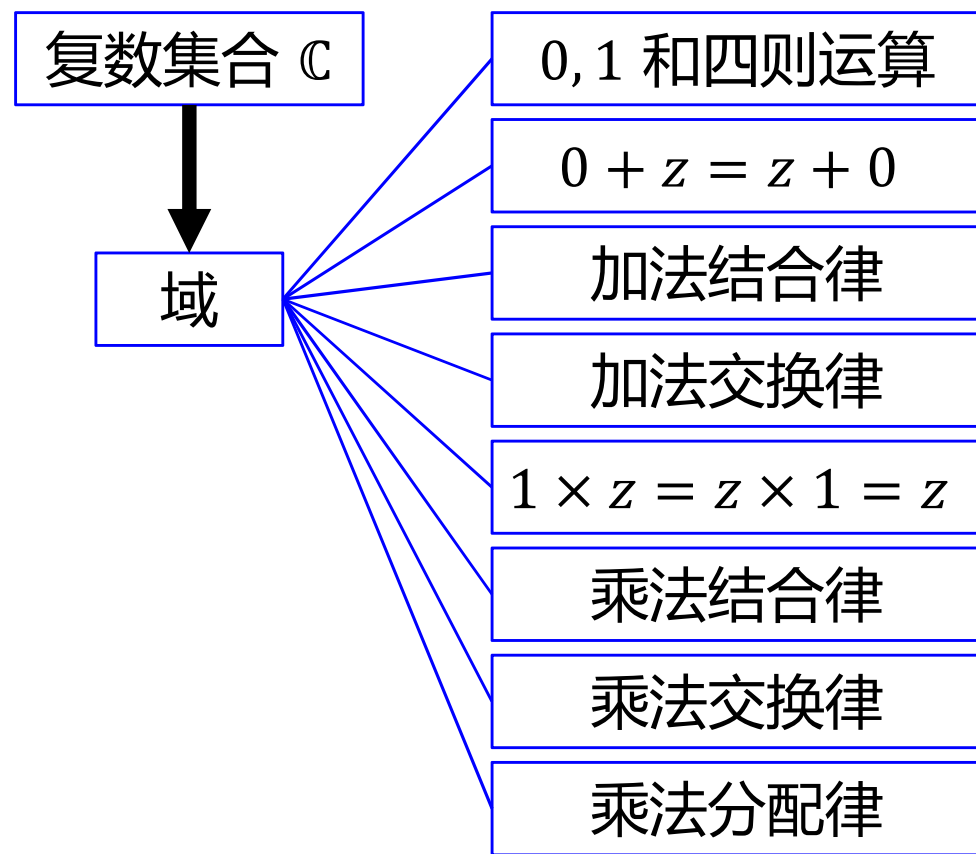 复数集合 ℂ
域
0, 1 和四则运算
0 + z = z + 0
加法结合律
加法交换律
1 × z = z × 1 = z
乘法结合律
乘法交换律
乘法分配律